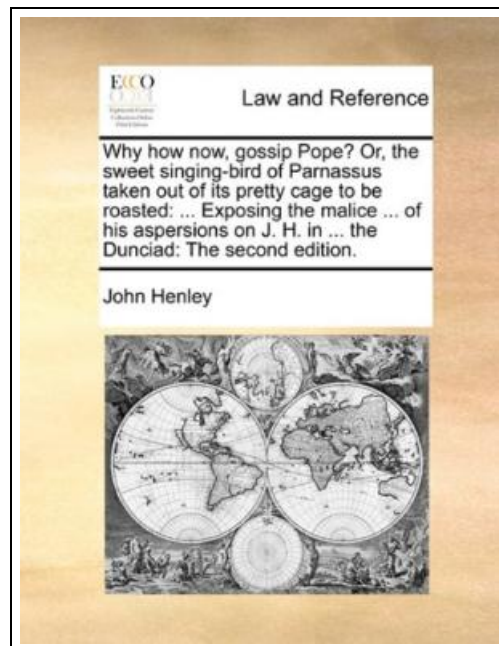 ECCO
Law and Reference
Why how now, gossip Pope? Or, the
sweet singing-bird of Parnassus
taken out of its pretty cage to be
roasted: ... Exposing the malice ... of
his aspersions on J. H. in ... the
Dunciad: The second edition.
John Henley